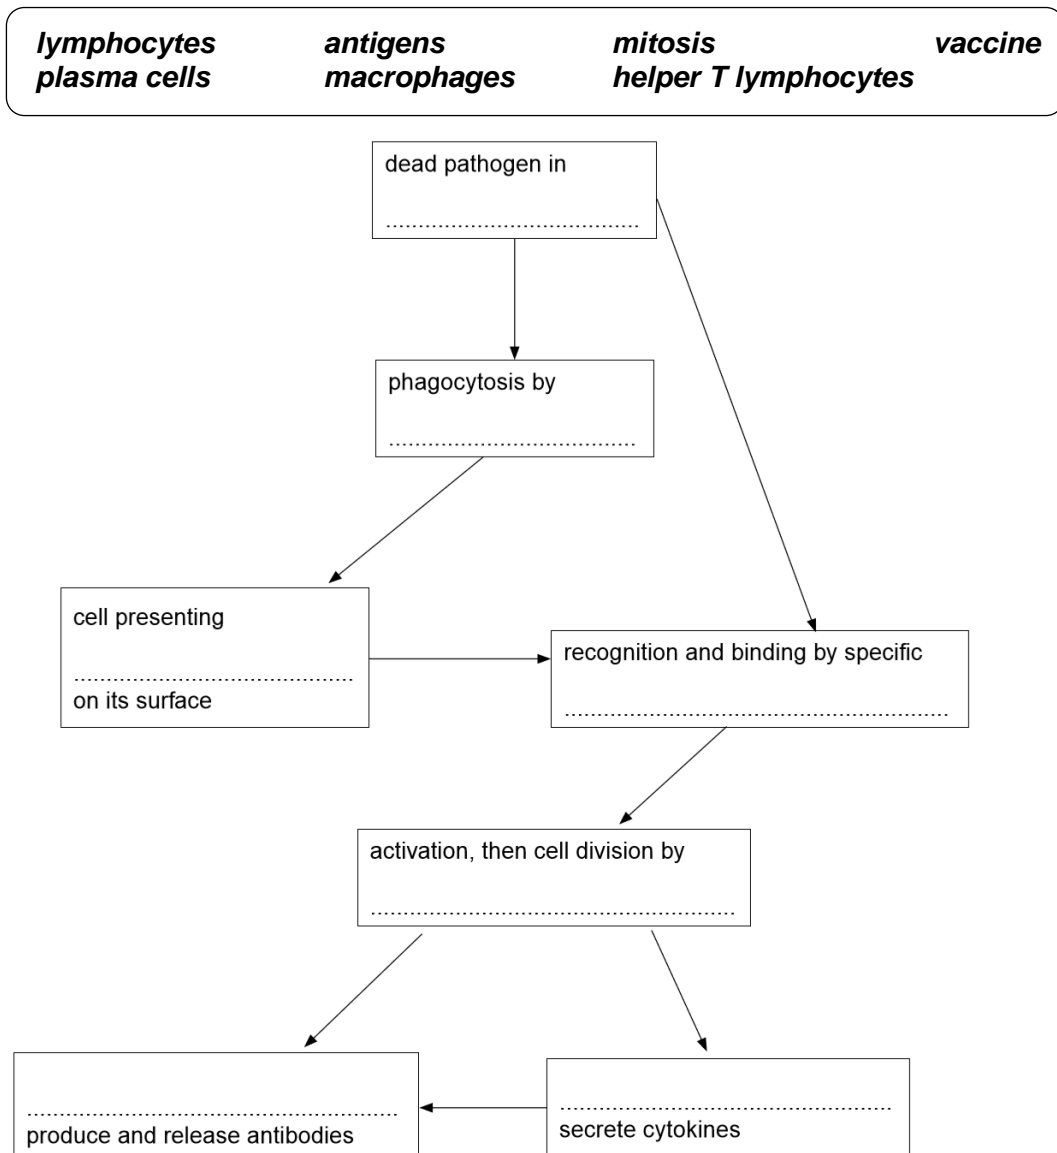 lymphocytes antigens mitosis vaccine
plasma cells macrophages helper T lymphocytes
dead pathogen in
......................................
phagocytosis by
.....................................
cell presenting
..........................................
on its surface
recognition and binding by specific
..........................................................
activation, then cell division by
.......................................................
........................................................
produce and release antibodies
..................................................
secrete cytokines